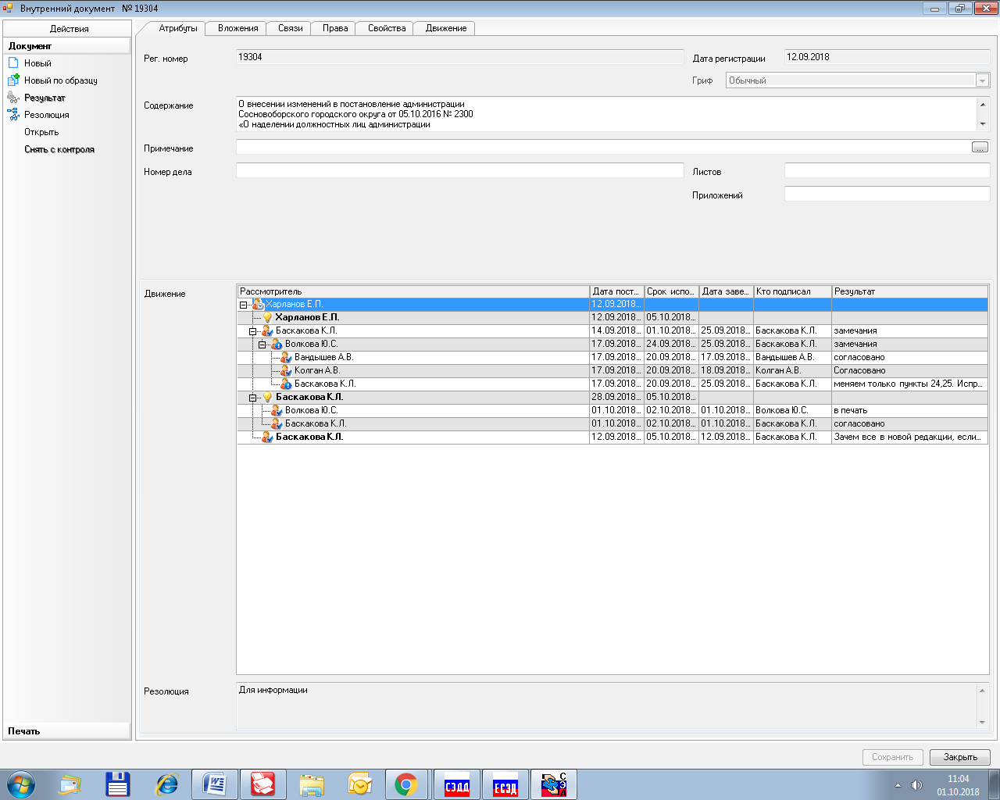 Внутренний документ № 19304
Действия
Документ
Новый
Новый по образцу
Результат
Резолюция
Открыть
Снять с контроля
Печать
Атрибуты Вложения Связи Права Свойства Движение
Рег. номер 19304 Дата регистрации 12.09.2018
Гриф Обычный
Содержание О внесении изменений в постановление администрации
Сосновоборского городского округа от 05.10.2016 № 2300
«О наделении должностных лиц администрации
Примечание ...
Номер дела Листов
Приложений
Движение
Рассмотритель Дата пост... Срок испо... Дата заве... Кто подписал Результат
Харланов Е.П. 12.09.2018...
Харланов Е.П. 12.09.2018... 05.10.2018...
Баскакова К.Л. 14.09.2018... 01.10.2018... 25.09.2018... Баскакова К.Л. замечания
Волкова Ю.С. 17.09.2018... 24.09.2018... 25.09.2018... Баскакова К.Л. замечания
Вандышев А.В. 17.09.2018... 20.09.2018... 17.09.2018... Вандышев А.В. согласовано
Колган А.В. 17.09.2018... 20.09.2018... 18.09.2018... Колган А.В. Согласовано
Баскакова К.Л. 17.09.2018... 20.09.2018... 25.09.2018... Баскакова К.Л. меняем только пункты 24,25. Испр...
Баскакова К.Л. 28.09.2018... 05.10.2018...
Волкова Ю.С. 01.10.2018... 02.10.2018... 01.10.2018... Волкова Ю.С. в печать
Баскакова К.Л. 01.10.2018... 02.10.2018... 01.10.2018... Баскакова К.Л. согласовано
Баскакова К.Л. 12.09.2018... 05.10.2018... 12.09.2018... Баскакова К.Л. Зачем все в новой редакции, если...
Резолюция Для информации
Сохранить Закрыть
СЭДД ЕСЭД СЭД
11:04
01.10.2018